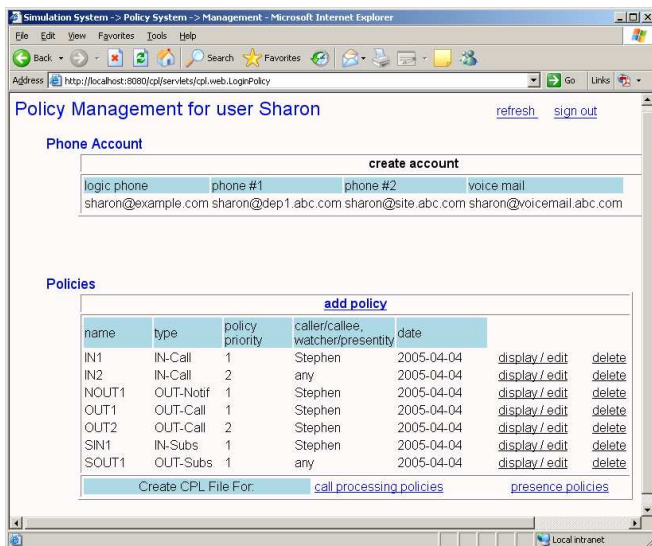 Simulation System -> Policy System -> Management - Microsoft Internet Explorer
File Edit View Favorites Tools Help
Back Search Favorites
Address http://localhost:8080/cpl/servlets/cpl.web.LoginPolicy Go Links
Policy Management for user Sharon refresh sign out
Phone Account
create account
logic phone phone #1 phone #2 voice mail
sharon@example.com sharon@dep1.abc.com sharon@site.abc.com sharon@voicemail.abc.com
Policies
add policy
name type policy priority caller/callee, watcher/presentity date
IN1 IN-Call 1 Stephen 2005-04-04 display / edit delete
IN2 IN-Call 2 any 2005-04-04 display / edit delete
NOUT1 OUT-Notif 1 Stephen 2005-04-04 display / edit delete
OUT1 OUT-Call 1 Stephen 2005-04-04 display / edit delete
OUT2 OUT-Call 2 any 2005-04-04 display / edit delete
SIN1 IN-Subs 1 Stephen 2005-04-04 display / edit delete
SOUT1 OUT-Subs 1 any 2005-04-04 display / edit delete
Create CPL File For: call processing policies presence policies
Local intranet